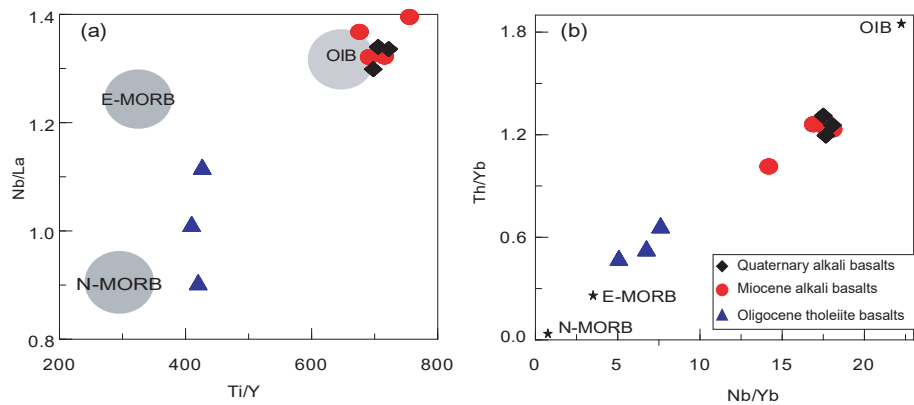 (a)
1.4
1.2
1.0
0.8
Nb/La
OIB
E-MORB
N-MORB
200
400
600
800
Ti/Y
(b)
1.8
1.2
0.6
0.0
Th/Yb
OIB
E-MORB
N-MORB
Quaternary alkali basalts
Miocene alkali basalts
Oligocene tholeiite basalts
0
5
10
15
20
Nb/Yb